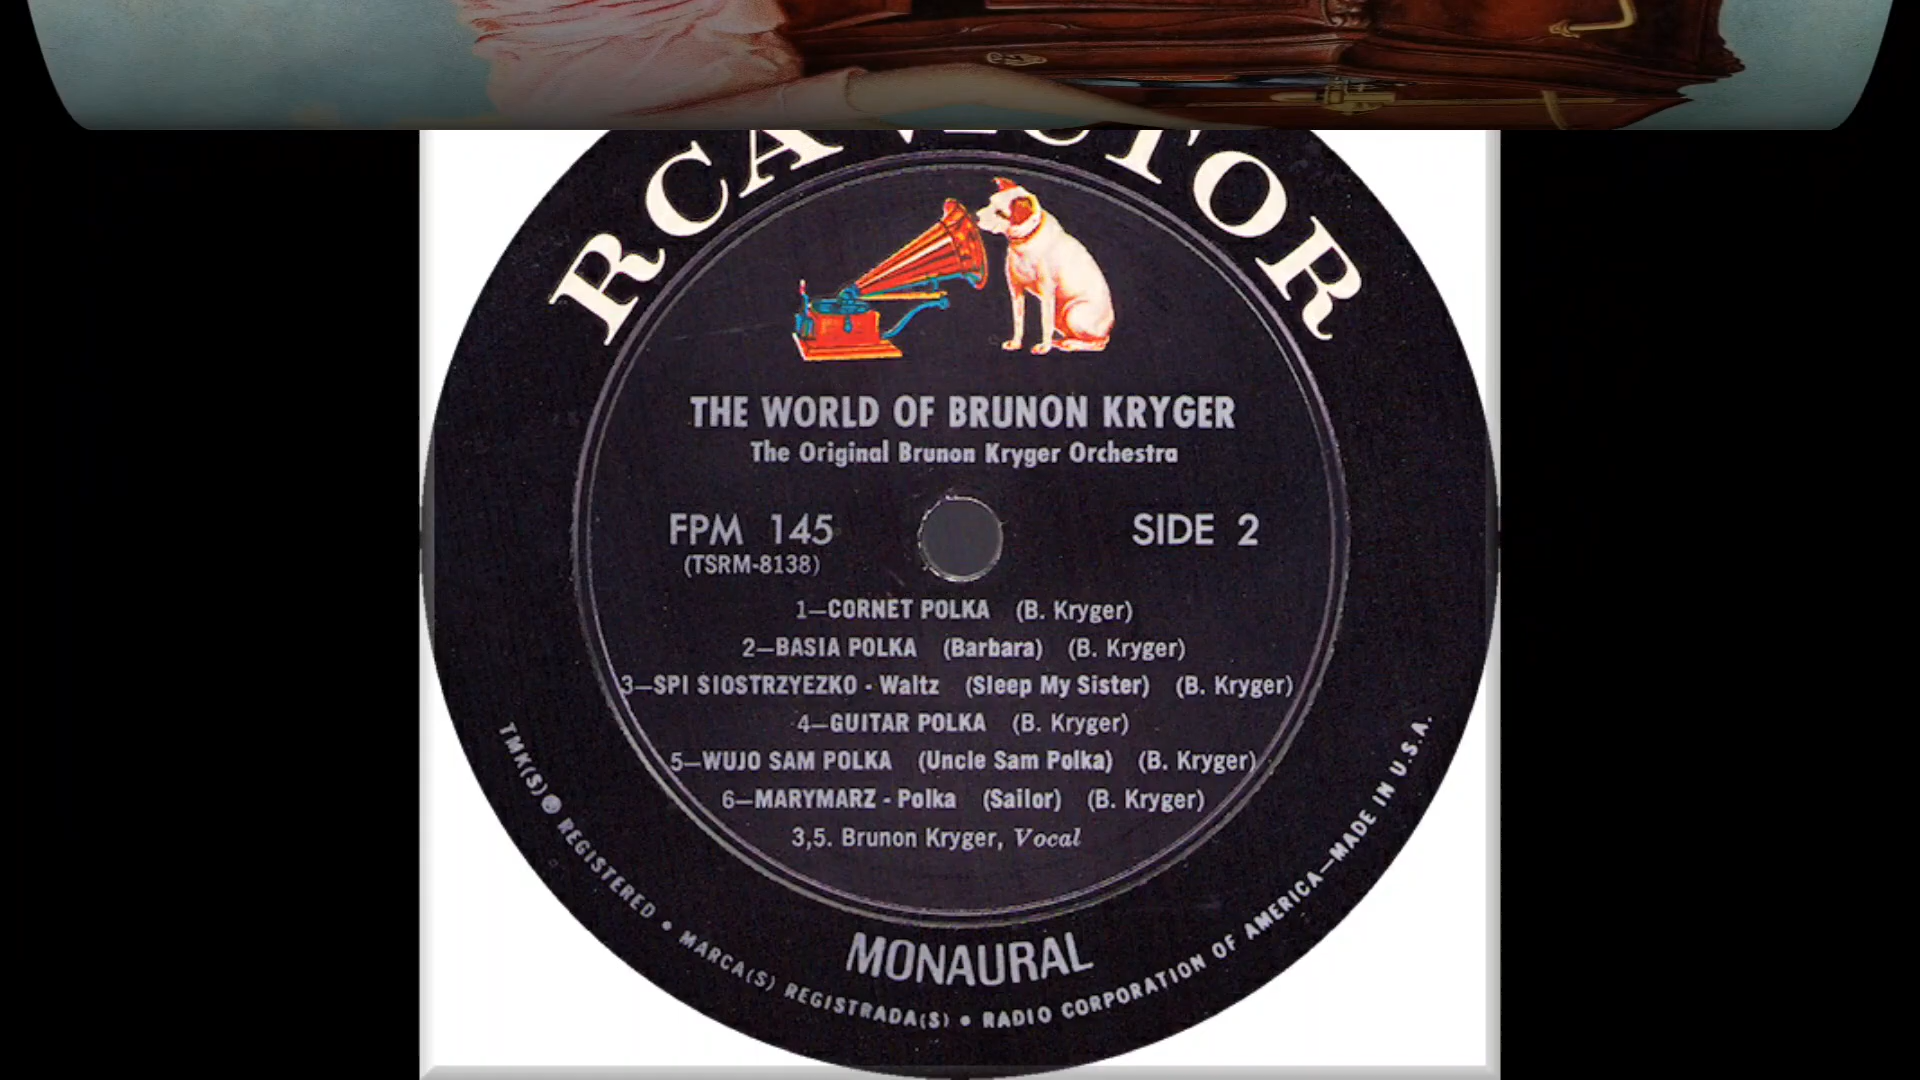 RCA VICTOR
THE WORLD OF BRUNON KRYGER
The Original Brunon Kryger Orchestra
FPM 145
(TSRM-8138)
SIDE 2
1—CORNET POLKA (B. Kryger)
2—BASIA POLKA (Barbara) (B. Kryger)
3—SPI SIOSTRZYEZKO - Waltz (Sleep My Sister) (B. Kryger)
4—GUITAR POLKA (B. Kryger)
5—WUJO SAM POLKA (Uncle Sam Polka) (B. Kryger)
6—MARYMARZ - Polka (Sailor) (B. Kryger)
3,5. Brunon Kryger, Vocal
MONAURAL
TMK(S) ® REGISTERED • MARCA(S) REGISTRADA(S) • RADIO CORPORATION OF AMERICA—MADE IN U.S.A.